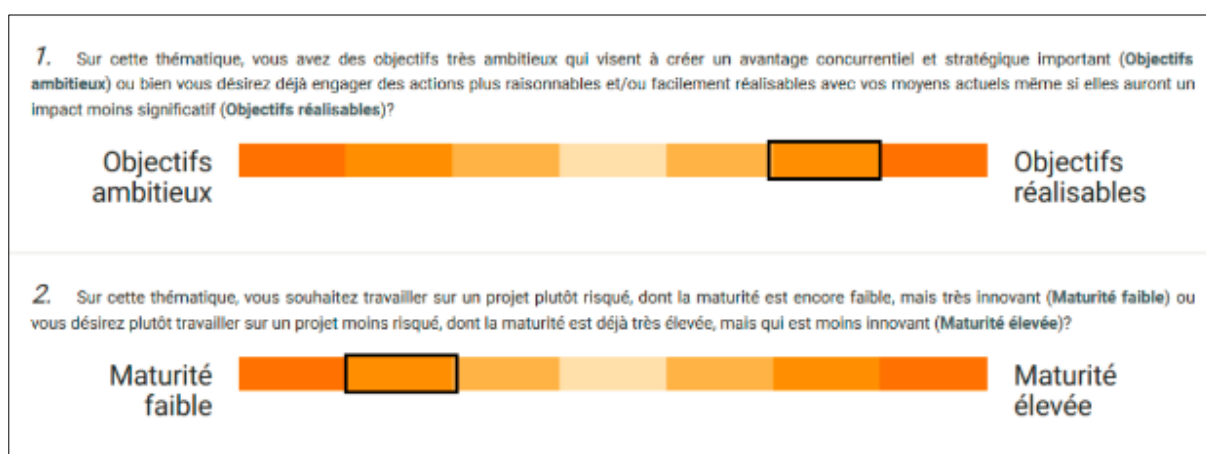 1. Sur cette thématique, vous avez des objectifs très ambitieux qui visent à créer un avantage concurrentiel et stratégique important (Objectifs
ambitieux) ou bien vous désirez déjà engager des actions plus raisonnables et/ou facilement réalisables avec vos moyens actuels même si elles auront un
impact moins significatif (Objectifs réalisables)?
Objectifs
ambitieux
Objectifs
réalisables
2. Sur cette thématique, vous souhaitez travailler sur un projet plutôt risqué, dont la maturité est encore faible, mais très innovant (Maturité faible) ou
vous désirez plutôt travailler sur un projet moins risqué, dont la maturité est déjà très élevée, mais qui est moins innovant (Maturité élevée)?
Maturité
faible
Maturité
élevée